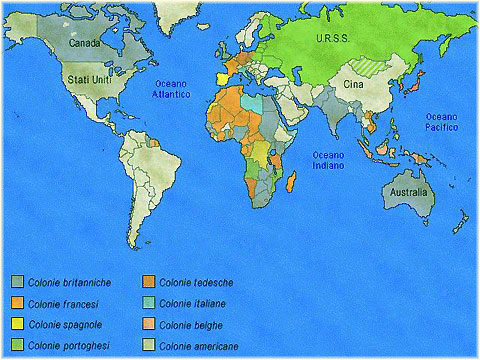 Canada
U.R.S.S.
Stati Uniti
Oceano
Atlantico
Cina
Oceano
Pacifico
Oceano
Indiano
Australia
Colonie britanniche
Colonie tedesche
Colonie francesi
Colonie italiane
Colonie spagnole
Colonie belghe
Colonie portoghesi
Colonie americane